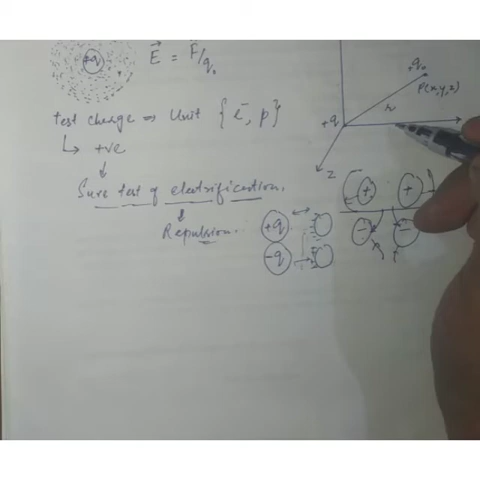 +q
E⃗ = F⃗/q₀
q₀
P(x,y,z)
r
+q
Z
test charge ⇒ Unit {e⁻, p}
↳ +ve
Sure test of electrification.
Repulsion.
+ +
+q
- -
-q